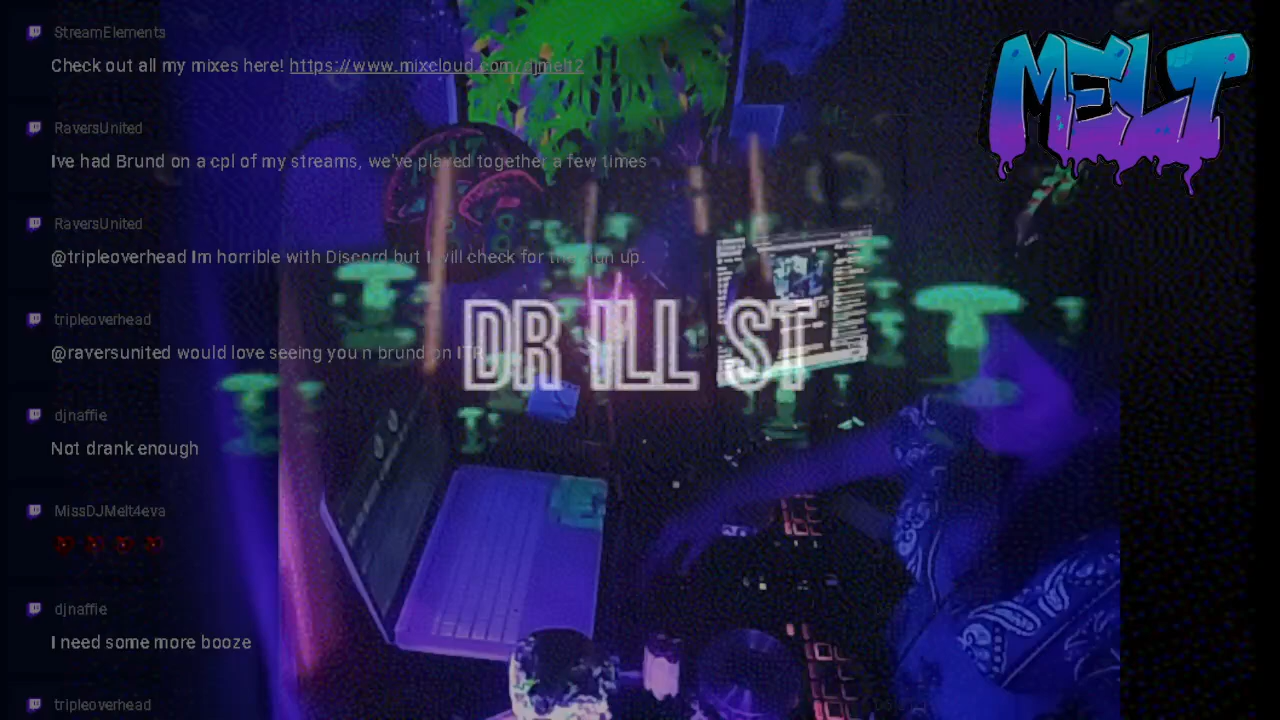 StreamElements
Check out all my mixes here! https://www.mixcloud.com/djmelt2
MELT
RaversUnited
Ive had Brund on a cpl of my streams, we've played together a few times
RaversUnited
@tripleoverhead Im horrible with Discord but I will check for the sign up.
DR ILL ST
tripleoverhead
@raversunited would love seeing you n brund on ITR
djnaffie
Not drank enough
MissDJMelt4eva
djnaffie
I need some more booze
tripleoverhead